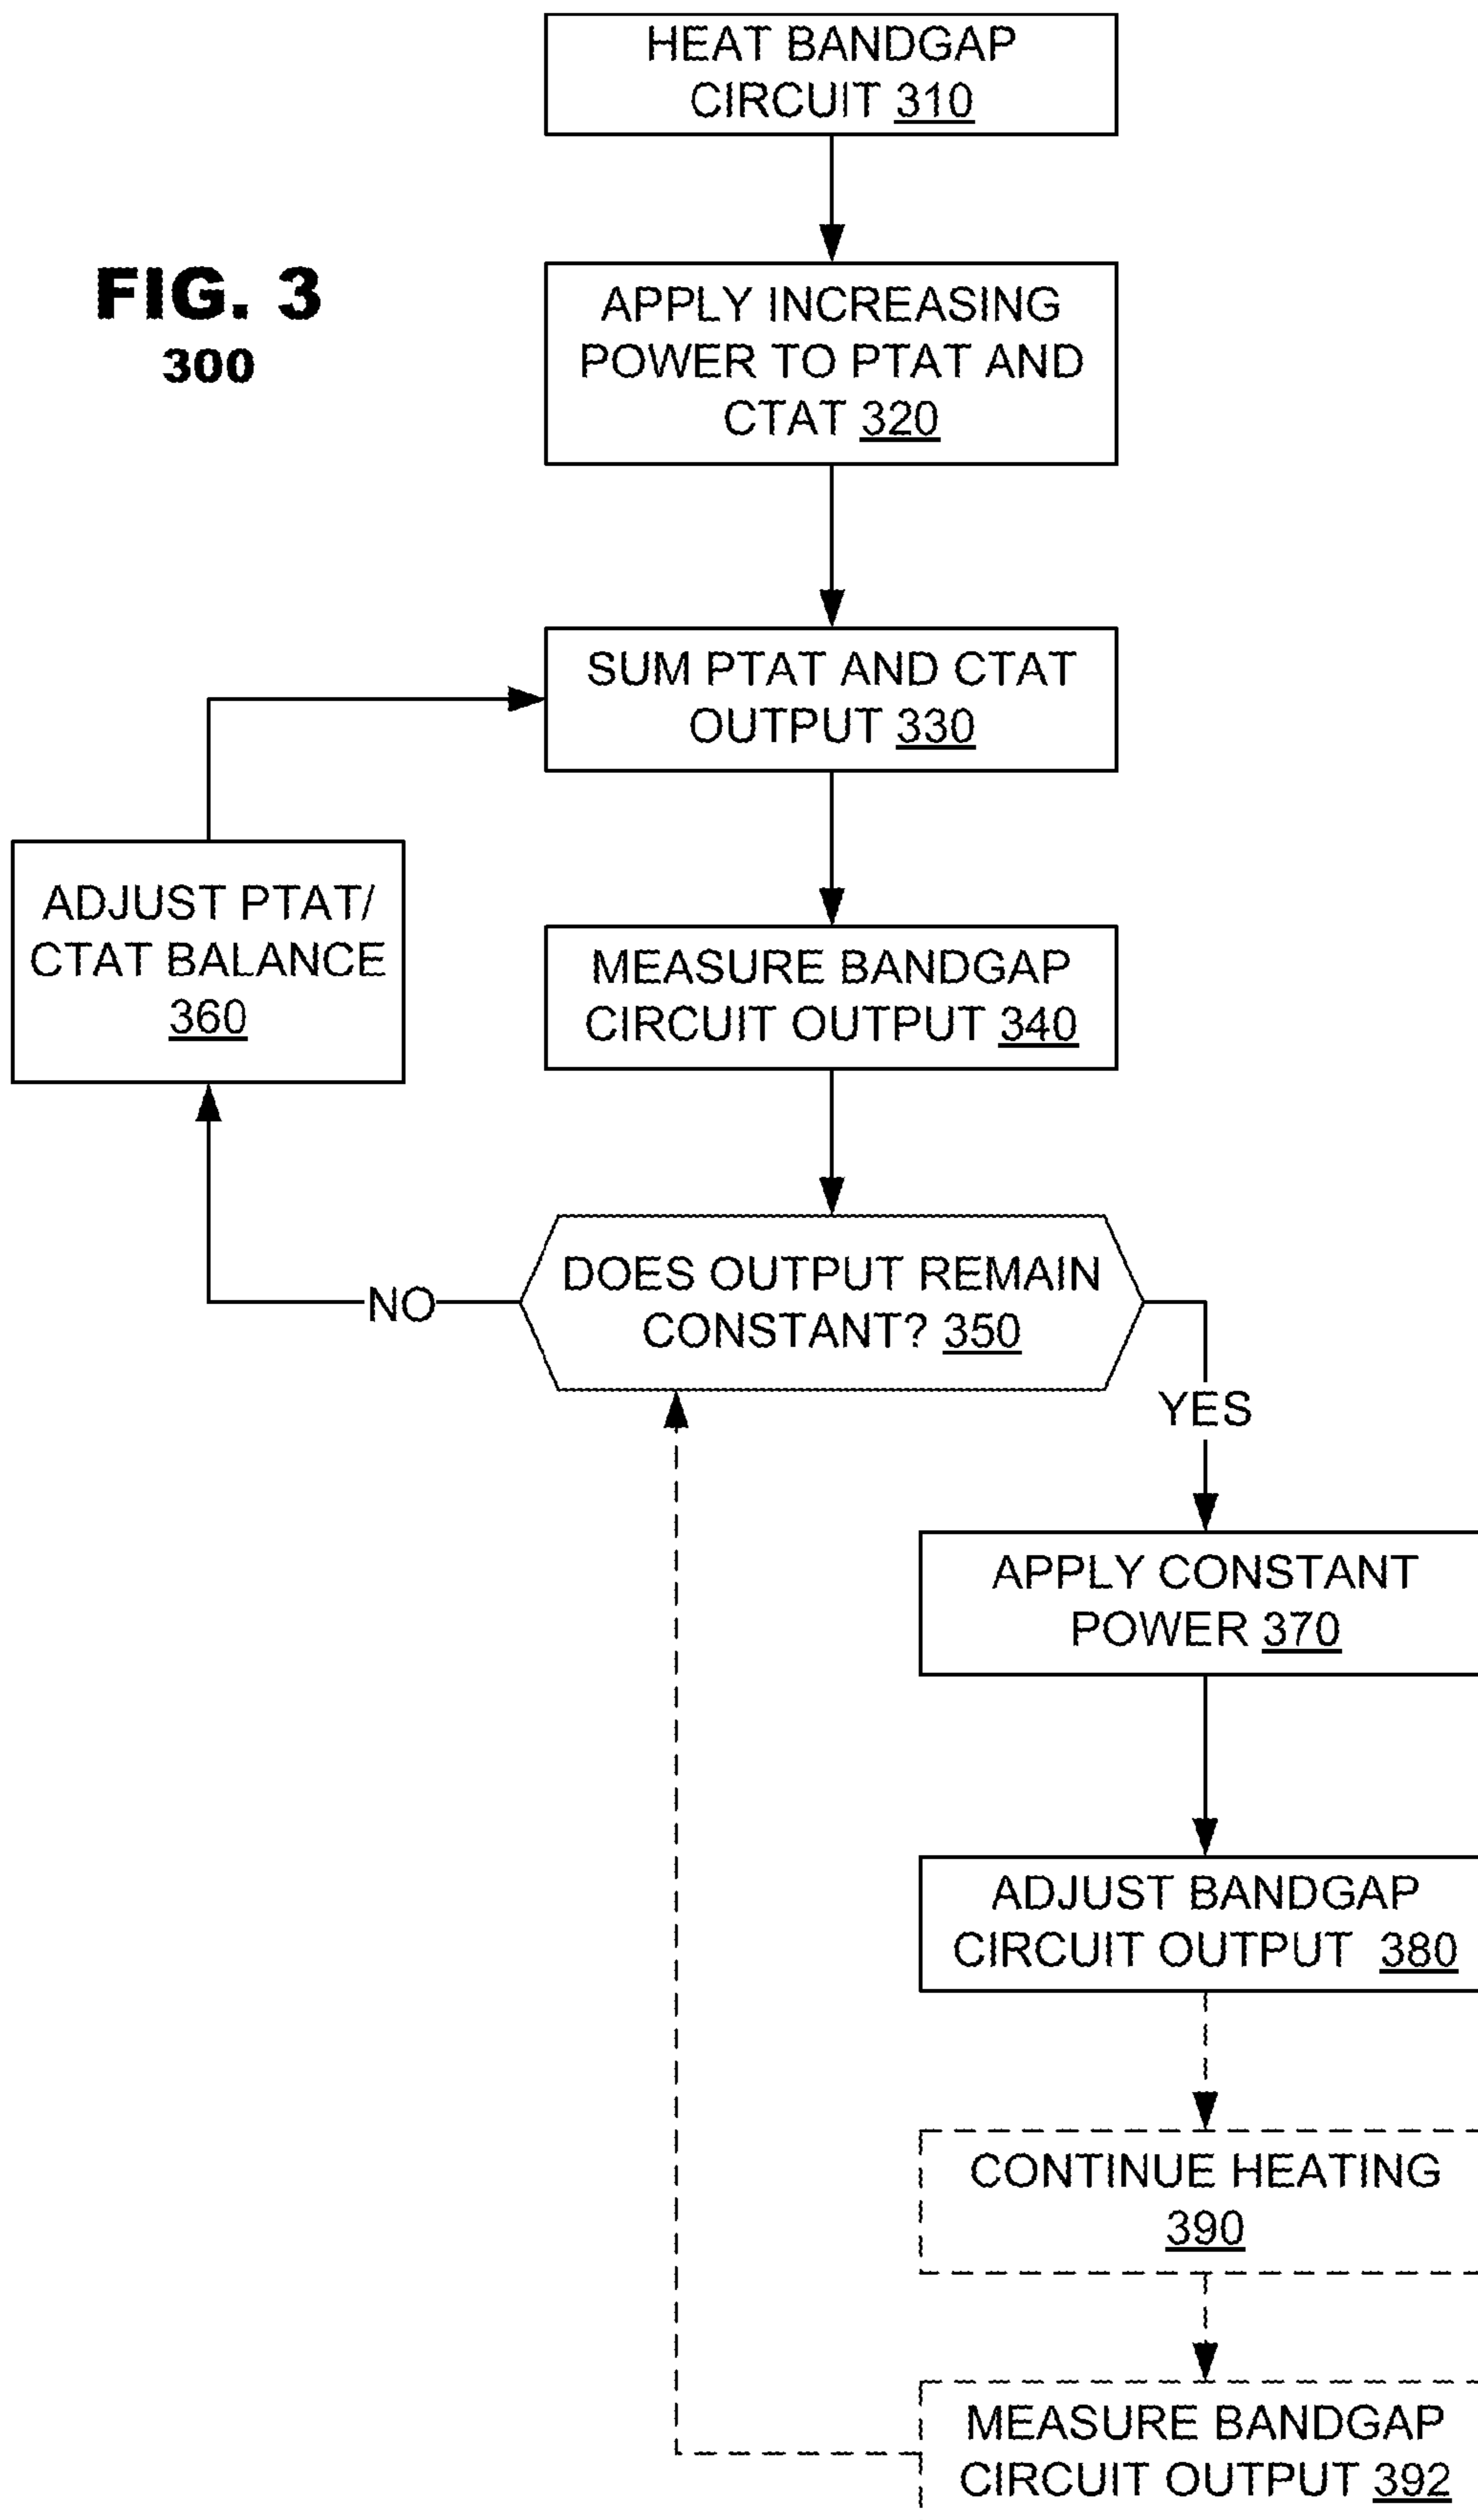 HEAT BANDGAP
CIRCUIT 310
FIG. 3
300
APPLY INCREASING
POWER TO PTAT AND
CTAT 320
SUM PTAT AND CTAT
OUTPUT 330
ADJUST PTAT/
CTAT BALANCE
360
MEASURE BANDGAP
CIRCUIT OUTPUT 340
DOES OUTPUT REMAIN
CONSTANT? 350
NO
YES
APPLY CONSTANT
POWER 370
ADJUST BANDGAP
CIRCUIT OUTPUT 380
CONTINUE HEATING
390
MEASURE BANDGAP
CIRCUIT OUTPUT 392